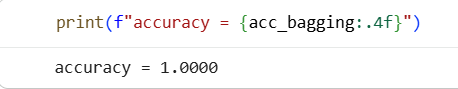 print(f"accuracy = {acc_bagging:.4f}")
accuracy = 1.0000